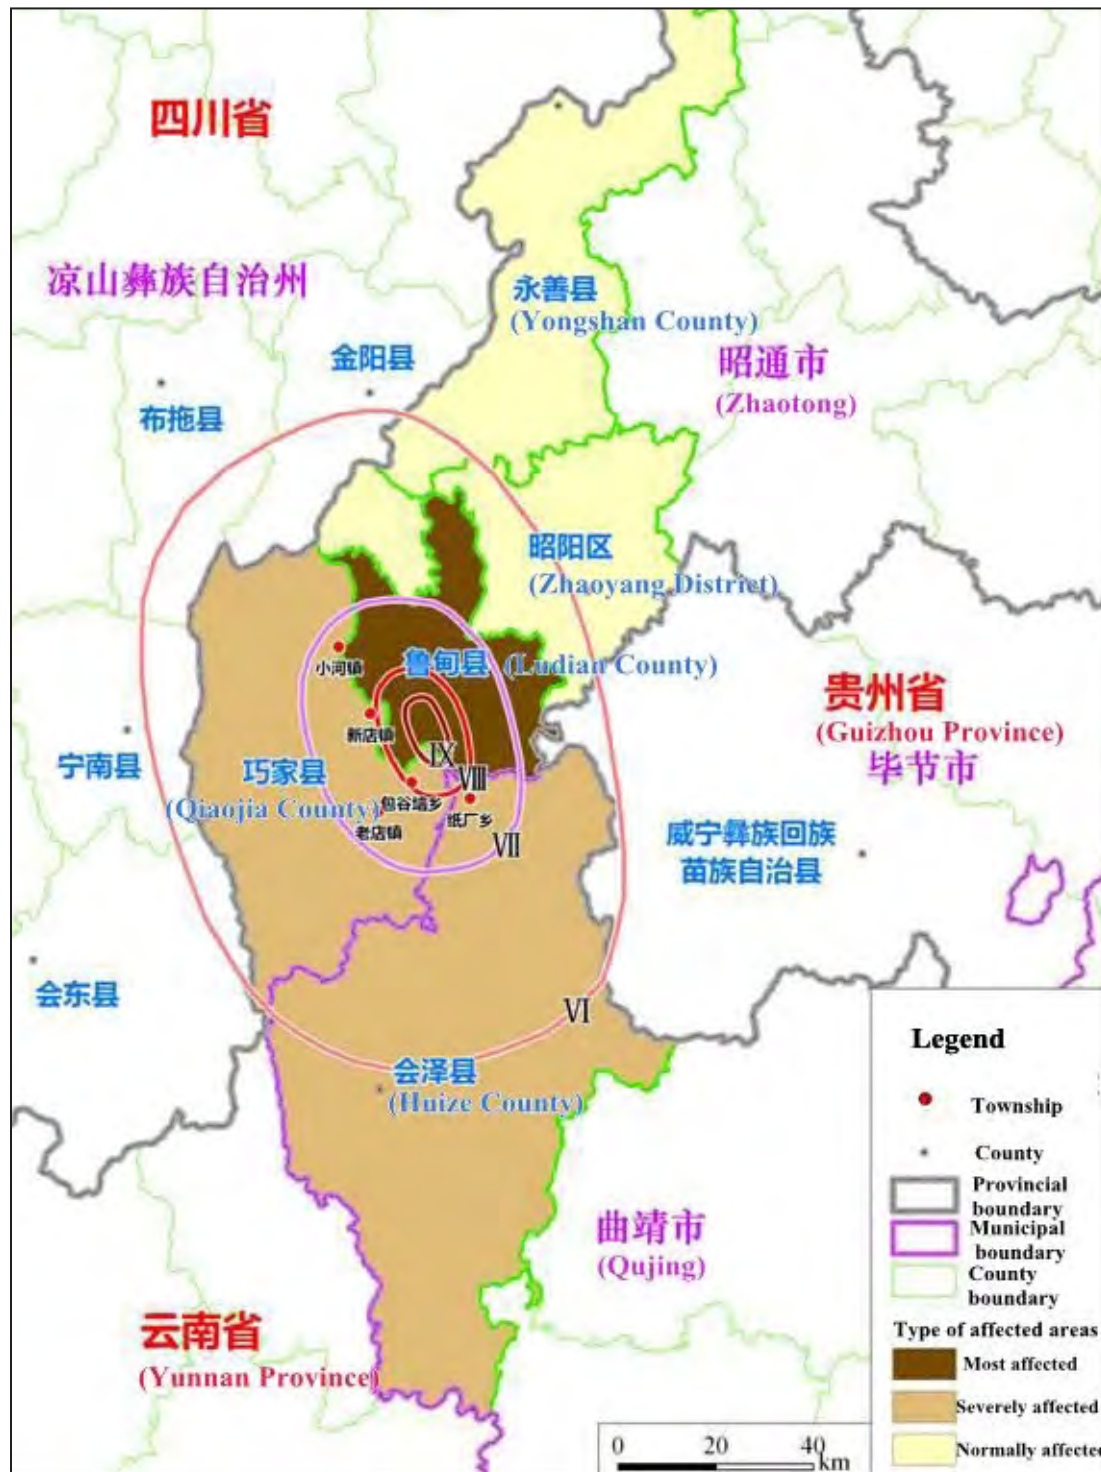 四川省
凉山彝族自治州
永善县
(Yongshan County)
金阳县
昭通市
(Zhaotong)
布拖县
昭阳区
(Zhaoyang District)
小河镇
鲁甸县 (Ludian County)
贵州省
(Guizhou Province)
新店镇
宁南县
IX
VIII
毕节市
巧家县
(Qiaojia County)
包谷垴乡
纸厂乡
老店镇
VII
威宁彝族回族
苗族自治县
会东县
VI
会泽县
(Huize County)
曲靖市
(Qujing)
云南省
(Yunnan Province)
Legend
Township
County
Provincial
boundary
Municipal
boundary
County
boundary
Type of affected areas
Most affected
Severely affected
Normally affected
0 20 40
km